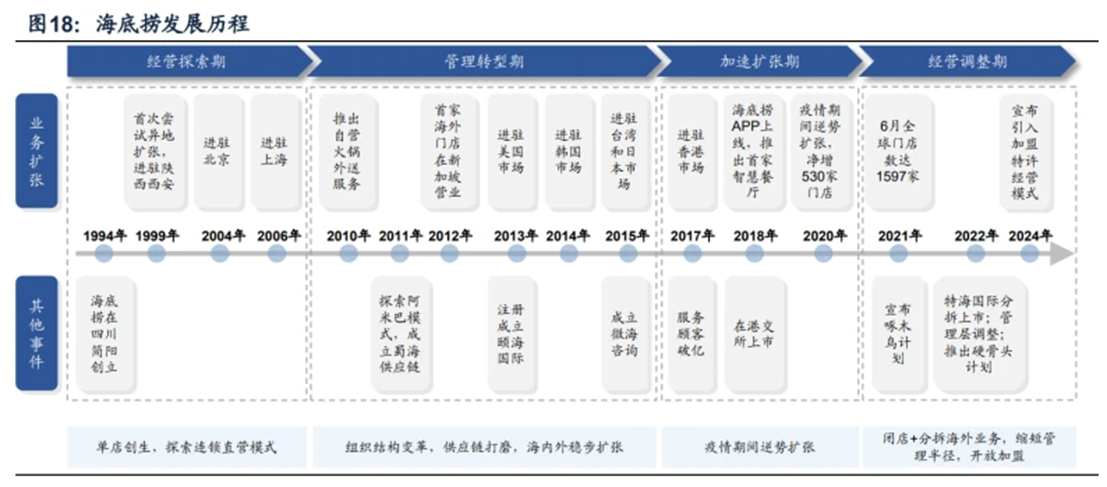 图18：海底捞发展历程
经营探索期
管理转型期
加速扩张期
经营调整期
业务扩张
首次尝
试异地
扩张，
进驻陕
西西安
进驻
北京
进驻
上海
推出
自营
火锅
外送
服务
首家
海外
门店
在新
加坡
营业
进驻
美国
市场
进驻
韩国
市场
进驻
台湾
和日
本市
场
进驻
香港
市场
海底捞
APP上
线，推
出首家
智慧餐
厅
疫情期
间逆势
扩张，
净增
530家
门店
6月全
球门店
数达
1597家
宣布
引入
加盟
特许
经营
模式
1994年
1999年
2004年
2006年
2010年
2011年
2012年
2013年
2014年
2015年
2017年
2018年
2020年
2021年
2022年
2024年
其他事件
海底
捞在
四川
简阳
创立
探索阿
米巴模
式，成
立蜀海
供应链
注册
成立
颐海
国际
成立
微海
咨询
服务
顾客
破亿
在港交
所上市
宣布
啄木
鸟计
划
特海国际分
拆上市；管
理层调整；
推出硬骨头
计划
单店创生，探索连锁直营模式
组织结构变革，供应链打磨，海内外稳步扩张
疫情期间逆势扩张
闭店+分拆海外业务，缩短管
理半径，开放加盟